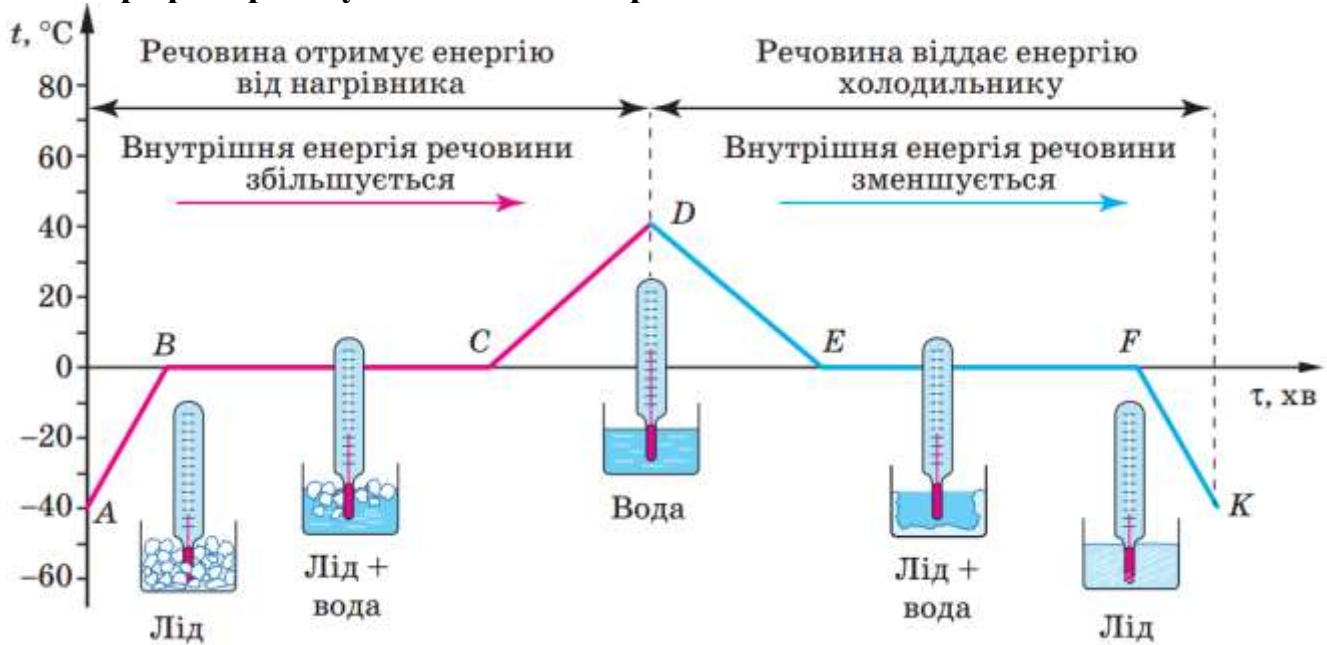 t, °C
Речовина отримує енергію
від нагрівника
Речовина віддає енергію
холодильнику
Внутрішня енергія речовини
збільшується
Внутрішня енергія речовини
зменшується
80
60
40
20
0
–20
–40
–60
A
B
C
D
E
F
K
τ, хв
Лід
Лід +
вода
Вода
Лід +
вода
Лід